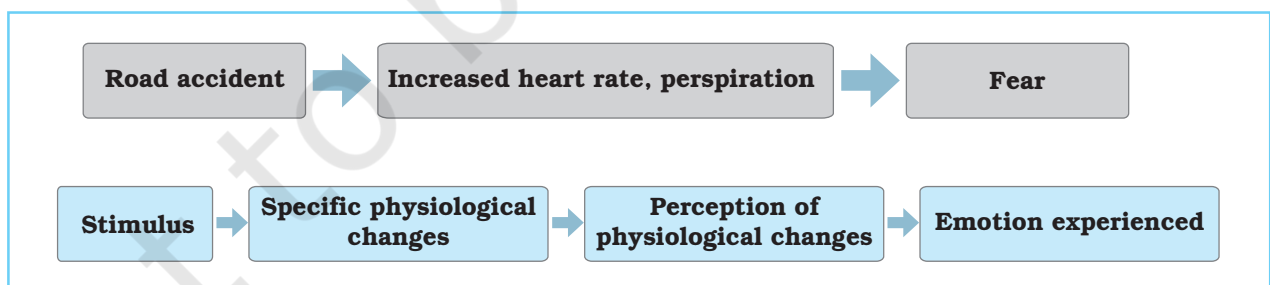 Road accident
Increased heart rate, perspiration
Fear
Stimulus
Specific physiological
changes
Perception of
physiological changes
Emotion experienced